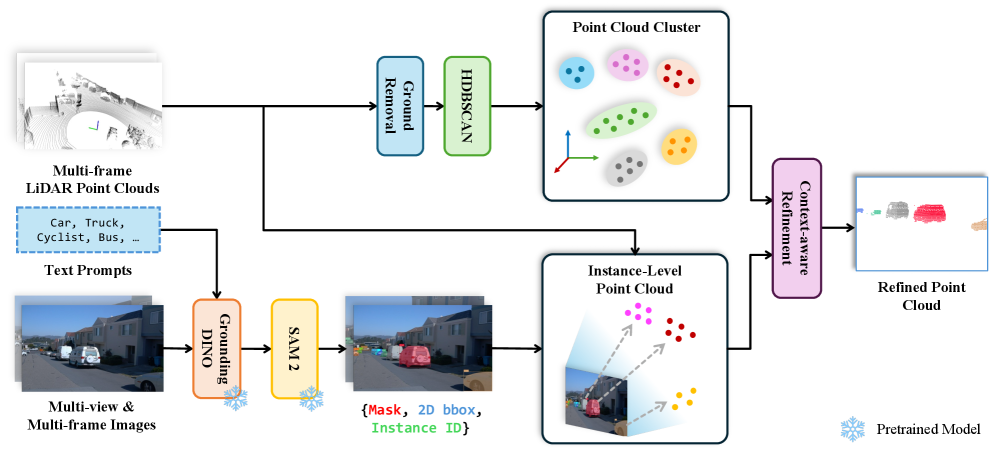 Multi-frame
LiDAR Point Clouds
Car, Truck,
Cyclist, Bus, …
Text Prompts
Multi-view &
Multi-frame Images
Ground
Removal
HDBSCAN
Point Cloud Cluster
Grounding
DINO
SAM 2
{Mask, 2D bbox,
Instance ID}
Instance-Level
Point Cloud
Context-aware
Refinement
Refined Point
Cloud
Pretrained Model